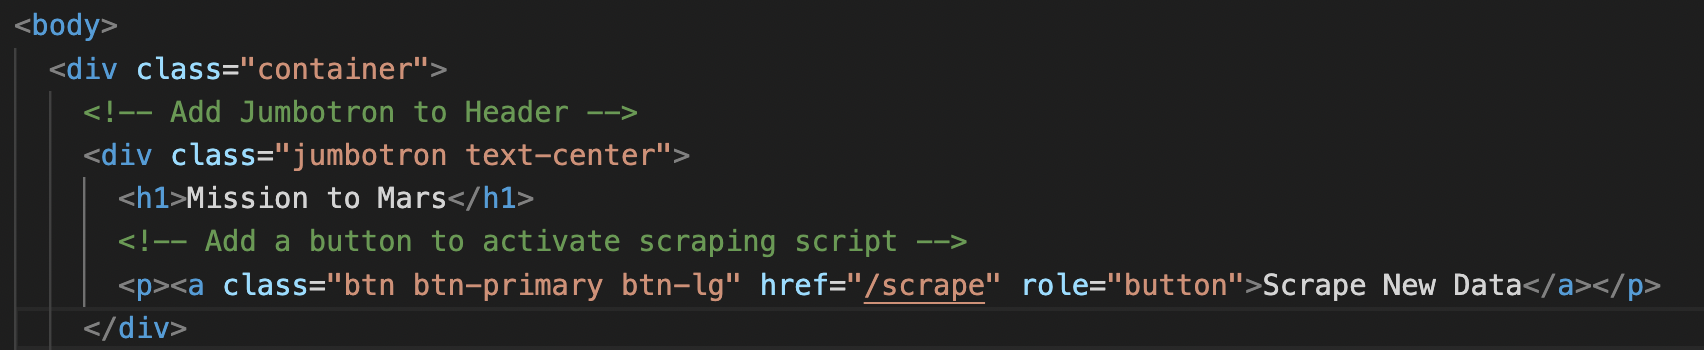 <body>
<div class="container">
<!-- Add Jumbotron to Header -->
<div class="jumbotron text-center">
<h1>Mission to Mars</h1>
<!-- Add a button to activate scraping script -->
<p><a class="btn btn-primary btn-lg" href="/scrape" role="button">Scrape New Data</a></p>
</div>